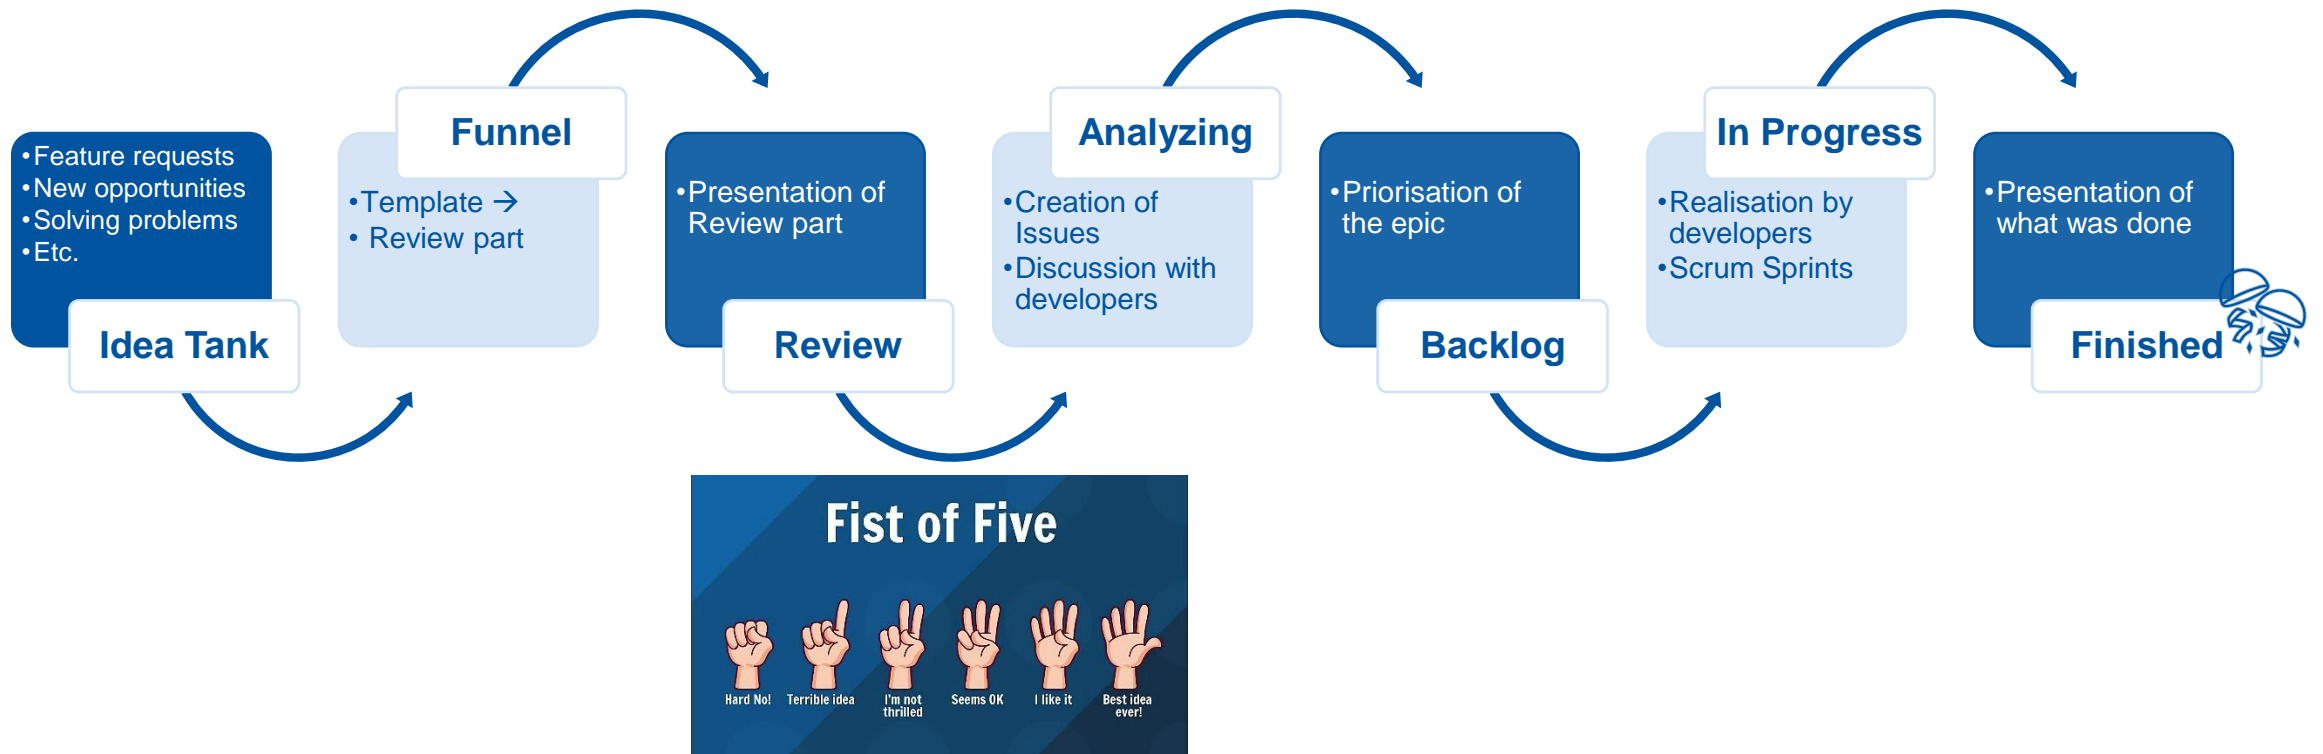 •Feature requests
•New opportunities
•Solving problems
•Etc.
Idea Tank
Funnel
•Template →
• Review part
•Presentation of
Review part
Review
Analyzing
•Creation of
Issues
•Discussion with
developers
•Priorisation of
the epic
Backlog
In Progress
•Realisation by
developers
•Scrum Sprints
•Presentation of
what was done
Finished
Fist of Five
Hard No!
Terrible idea
I'm not
thrilled
Seems OK
I like it
Best idea
ever!